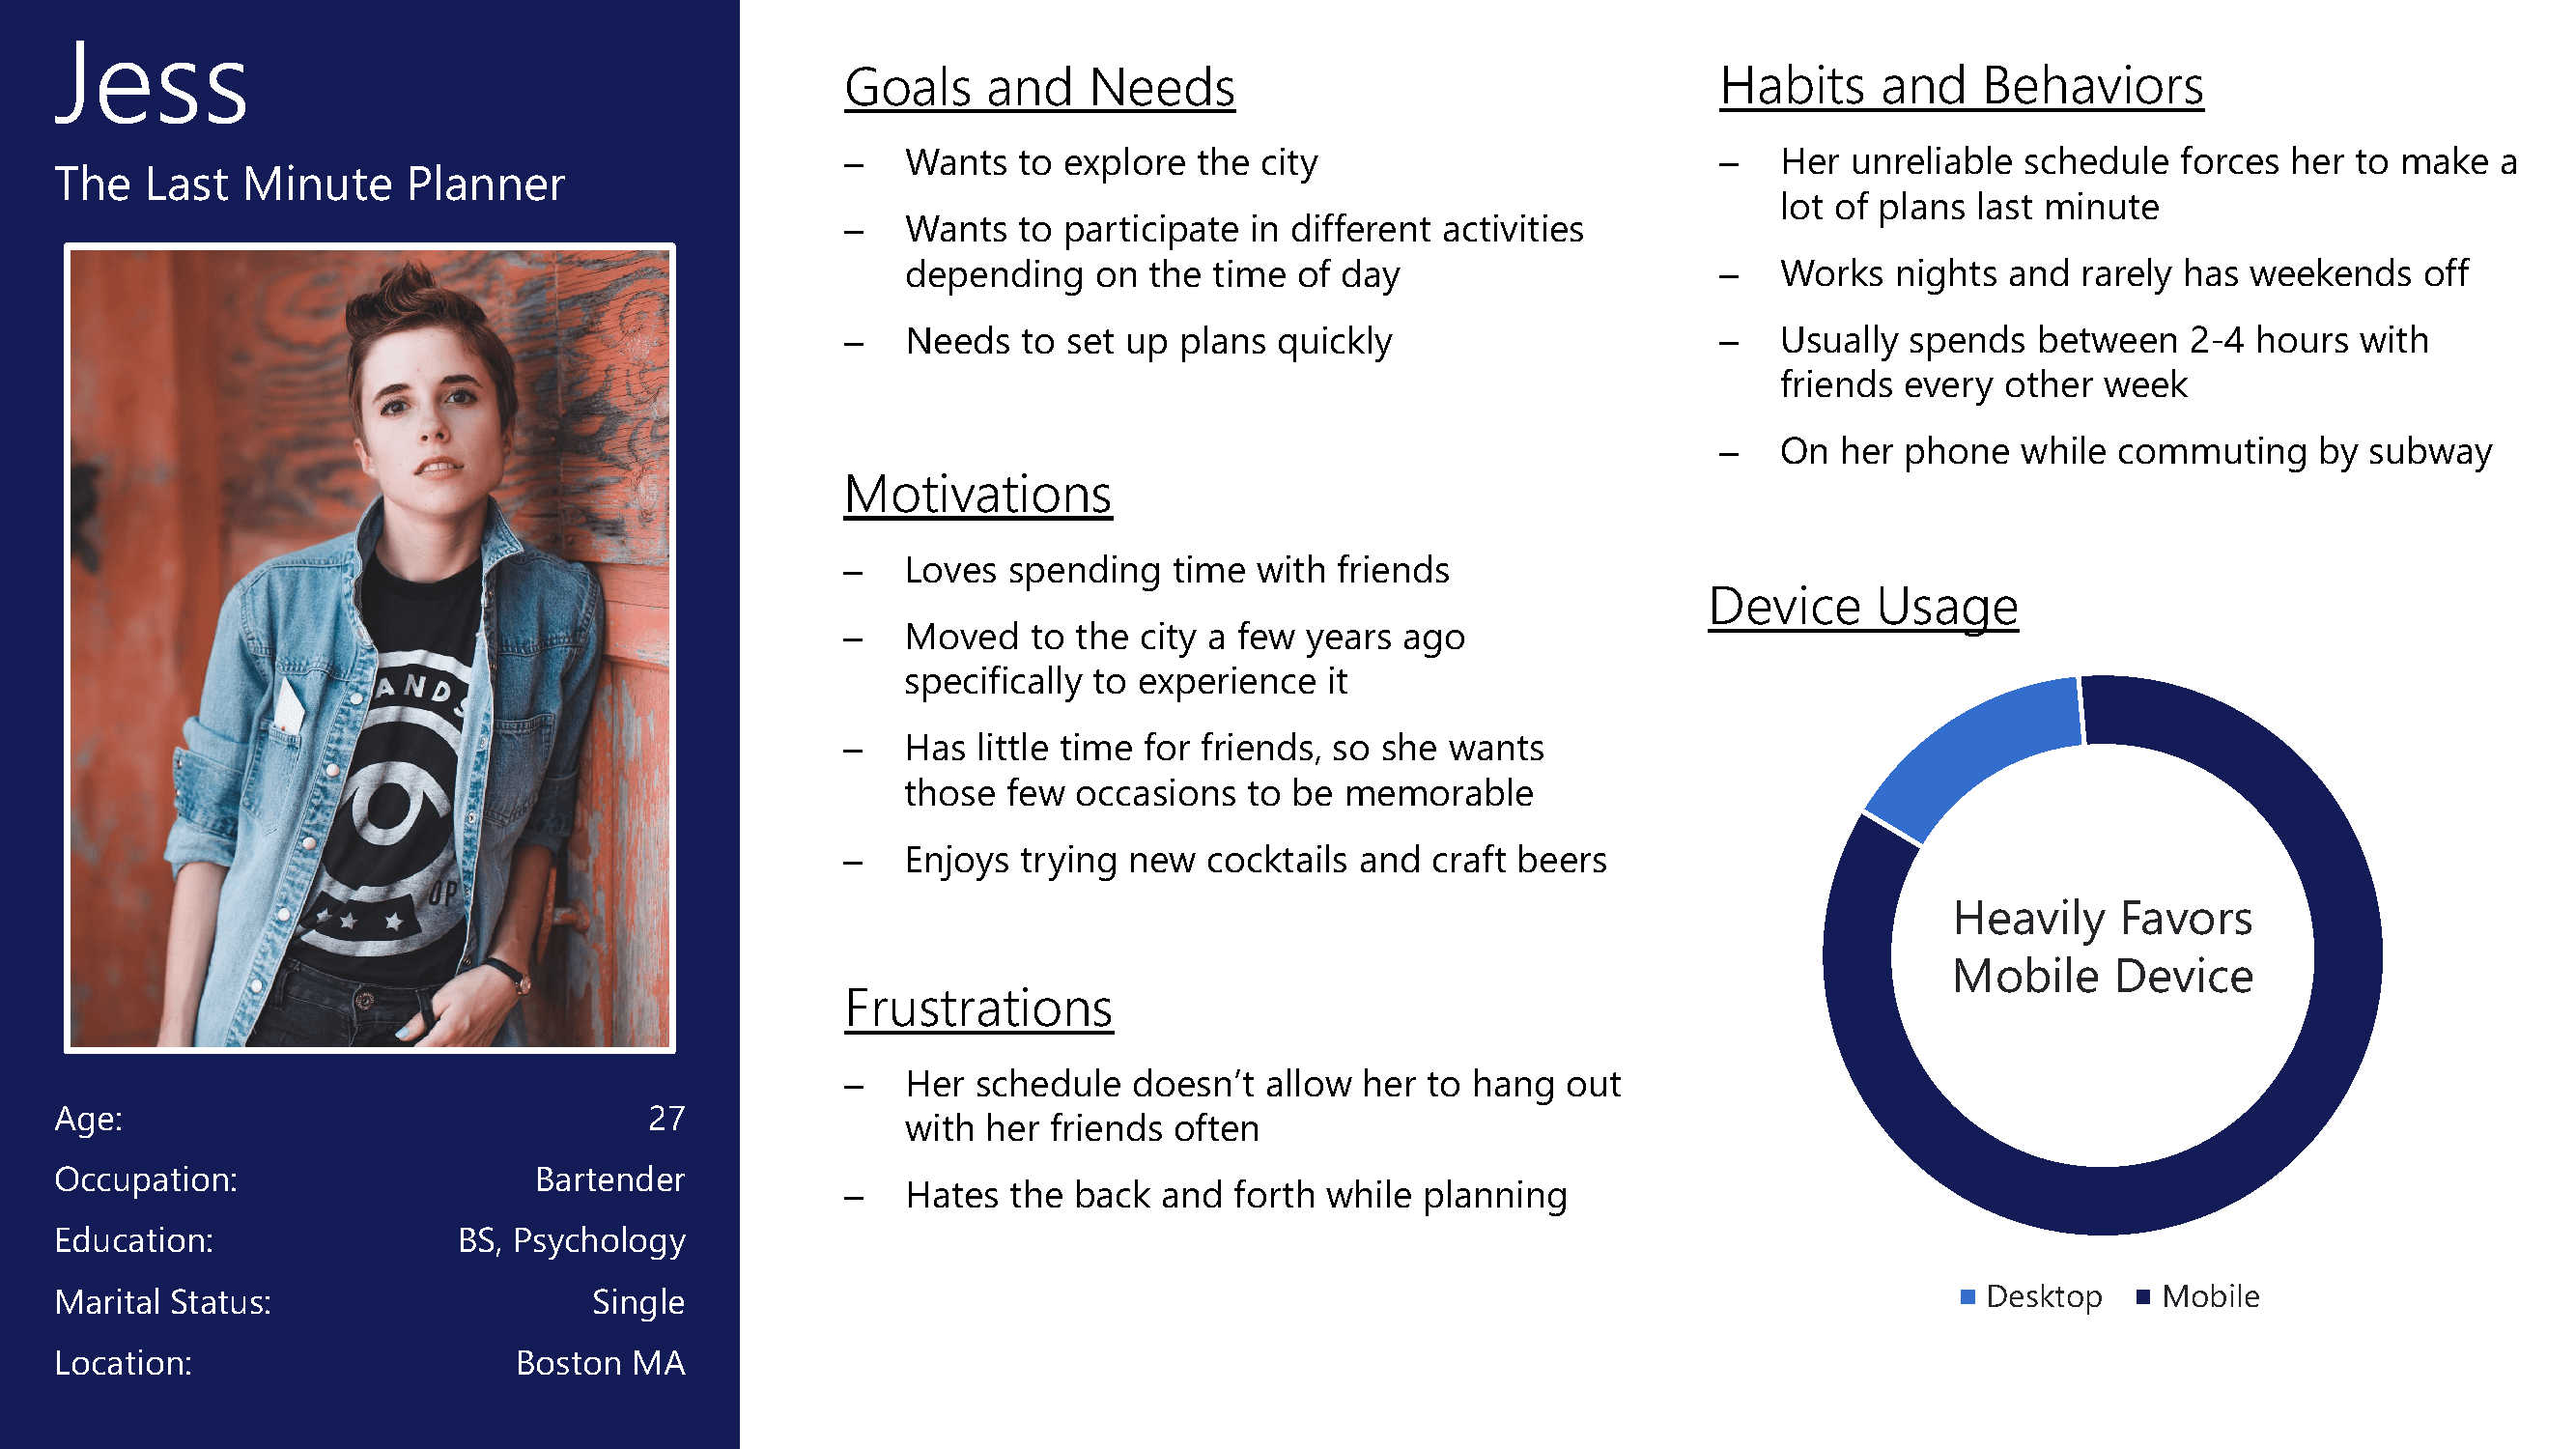 Jess
The Last Minute Planner
ANDS
OP
Age: 27
Occupation: Bartender
Education: BS, Psychology
Marital Status: Single
Location: Boston MA
Goals and Needs
– Wants to explore the city
– Wants to participate in different activities
depending on the time of day
– Needs to set up plans quickly
Motivations
– Loves spending time with friends
– Moved to the city a few years ago
specifically to experience it
– Has little time for friends, so she wants
those few occasions to be memorable
– Enjoys trying new cocktails and craft beers
Frustrations
– Her schedule doesn’t allow her to hang out
with her friends often
– Hates the back and forth while planning
Habits and Behaviors
– Her unreliable schedule forces her to make a
lot of plans last minute
– Works nights and rarely has weekends off
– Usually spends between 2-4 hours with
friends every other week
– On her phone while commuting by subway
Device Usage
Heavily Favors
Mobile Device
Desktop Mobile